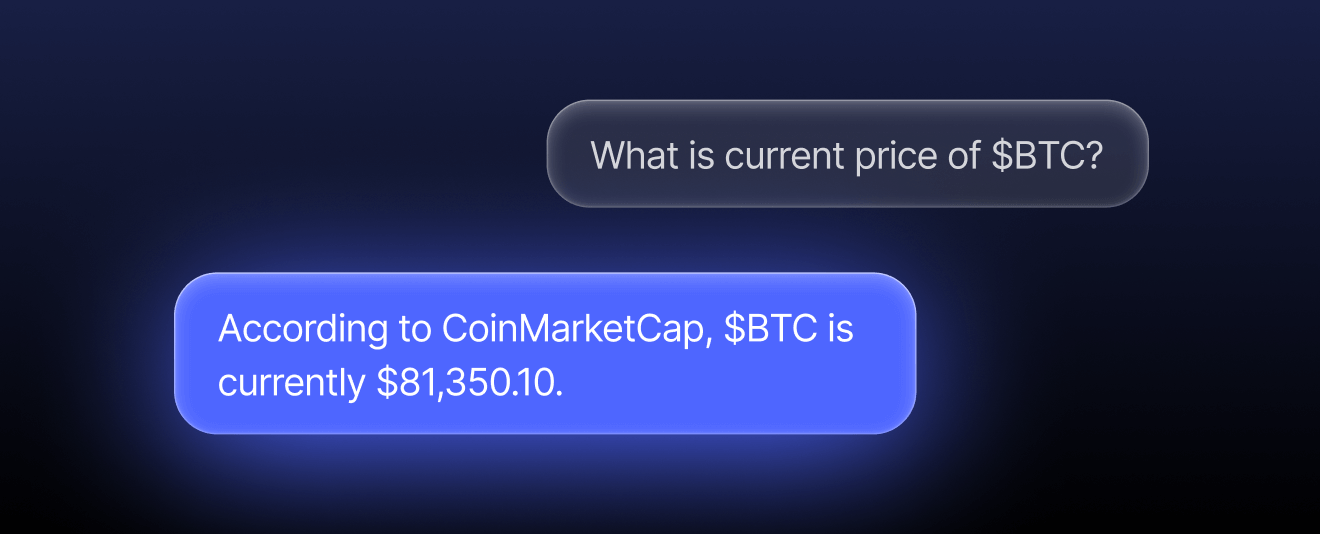 What is current price of $BTC?
According to CoinMarketCap, $BTC is
currently $81,350.10.